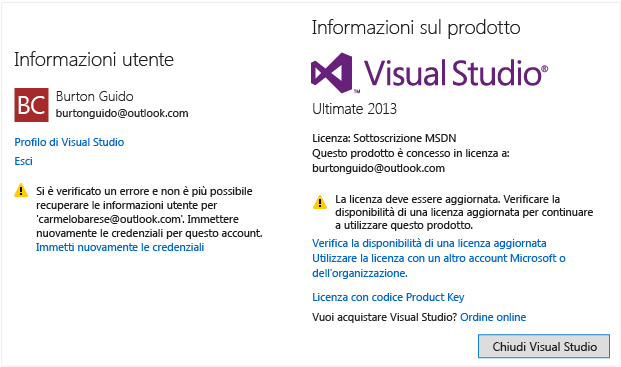 Informazioni utente
BC
Burton Guido
burtonguido@outlook.com
Profilo di Visual Studio
Esci
Si è verificato un errore e non è più possibile
recuperare le informazioni utente per
'carmelobarese@outlook.com'. Immettere
nuovamente le credenziali per questo account.
Immetti nuovamente le credenziali
Informazioni sul prodotto
Visual Studio®
Ultimate 2013
Licenza: Sottoscrizione MSDN
Questo prodotto è concesso in licenza a:
burtonguido@outlook.com
La licenza deve essere aggiornata. Verificare la
disponibilità di una licenza aggiornata per continuare
a utilizzare questo prodotto.
Verifica la disponibilità di una licenza aggiornata
Utilizzare la licenza con un altro account Microsoft o
dell'organizzazione.
Licenza con codice Product Key
Vuoi acquistare Visual Studio? Ordine online
Chiudi Visual Studio